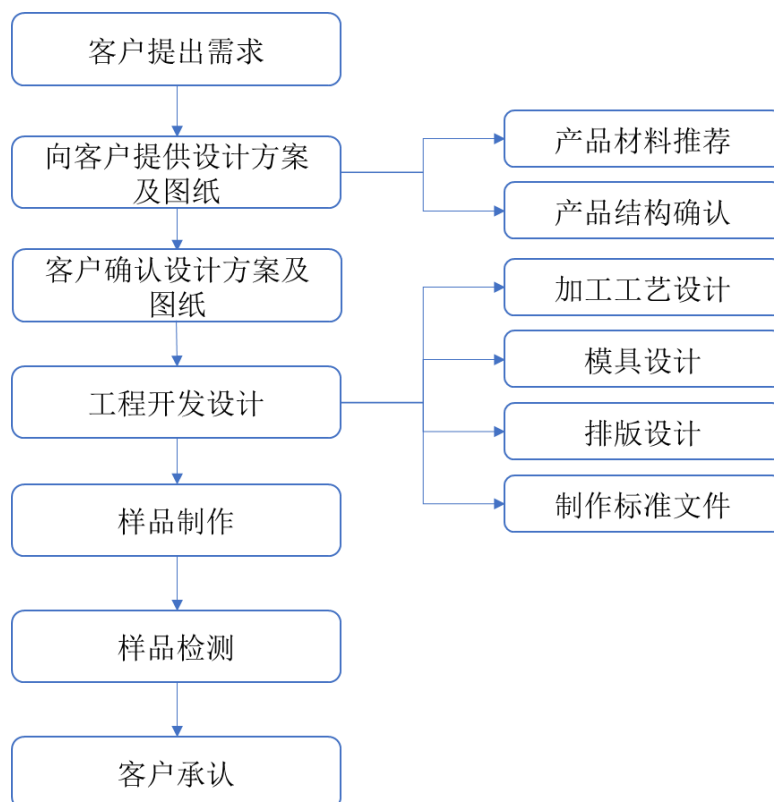 客户提出需求
向客户提供设计方案
及图纸
产品材料推荐
产品结构确认
客户确认设计方案及
图纸
工程开发设计
加工工艺设计
模具设计
排版设计
制作标准文件
样品制作
样品检测
客户承认